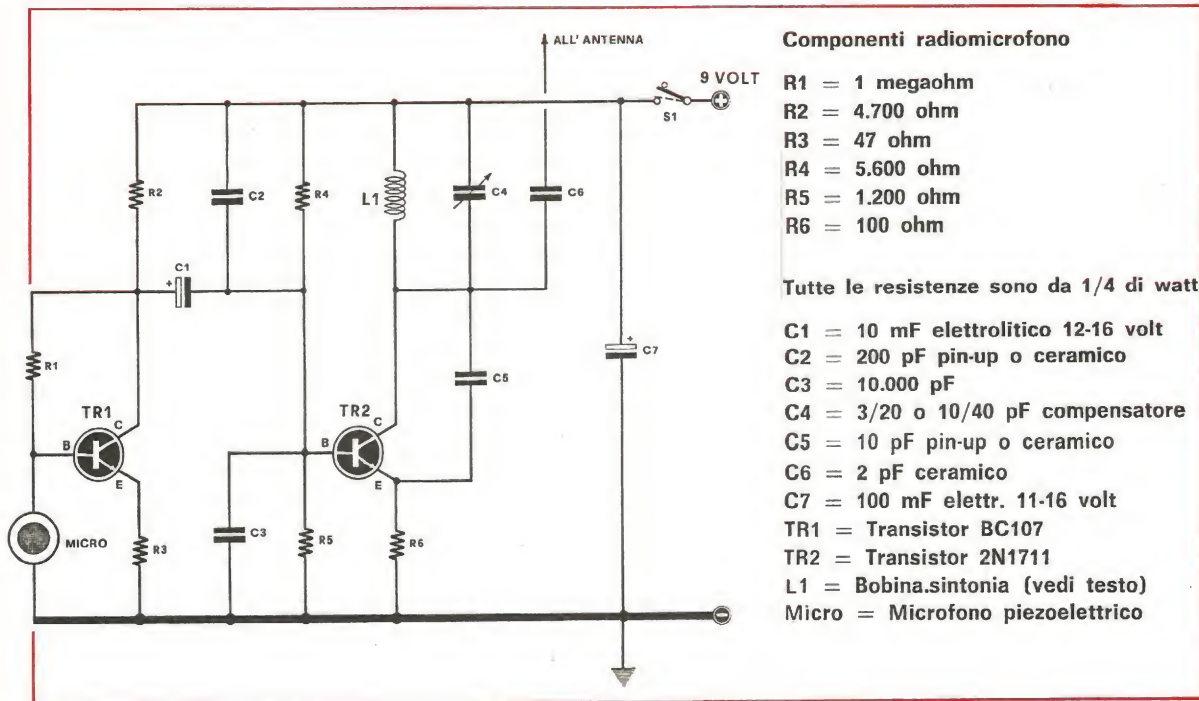 ALL'ANTENNA
9 VOLT
S1
R2
C2
R4
L1
C4
C6
C1
+
R1
+
C7
C5
TR1
C
B
E
TR2
C
B
E
MICRO
R3
C3
R5
R6
Componenti radiomicrofono
R1 = 1 megaohm
R2 = 4.700 ohm
R3 = 47 ohm
R4 = 5.600 ohm
R5 = 1.200 ohm
R6 = 100 ohm
Tutte le resistenze sono da 1/4 di watt
C1 = 10 mF elettrolitico 12-16 volt
C2 = 200 pF pin-up o ceramico
C3 = 10.000 pF
C4 = 3/20 o 10/40 pF compensatore
C5 = 10 pF pin-up o ceramico
C6 = 2 pF ceramico
C7 = 100 mF elettr. 11-16 volt
TR1 = Transistor BC107
TR2 = Transistor 2N1711
L1 = Bobina.sintonia (vedi testo)
Micro = Microfono piezoelettrico